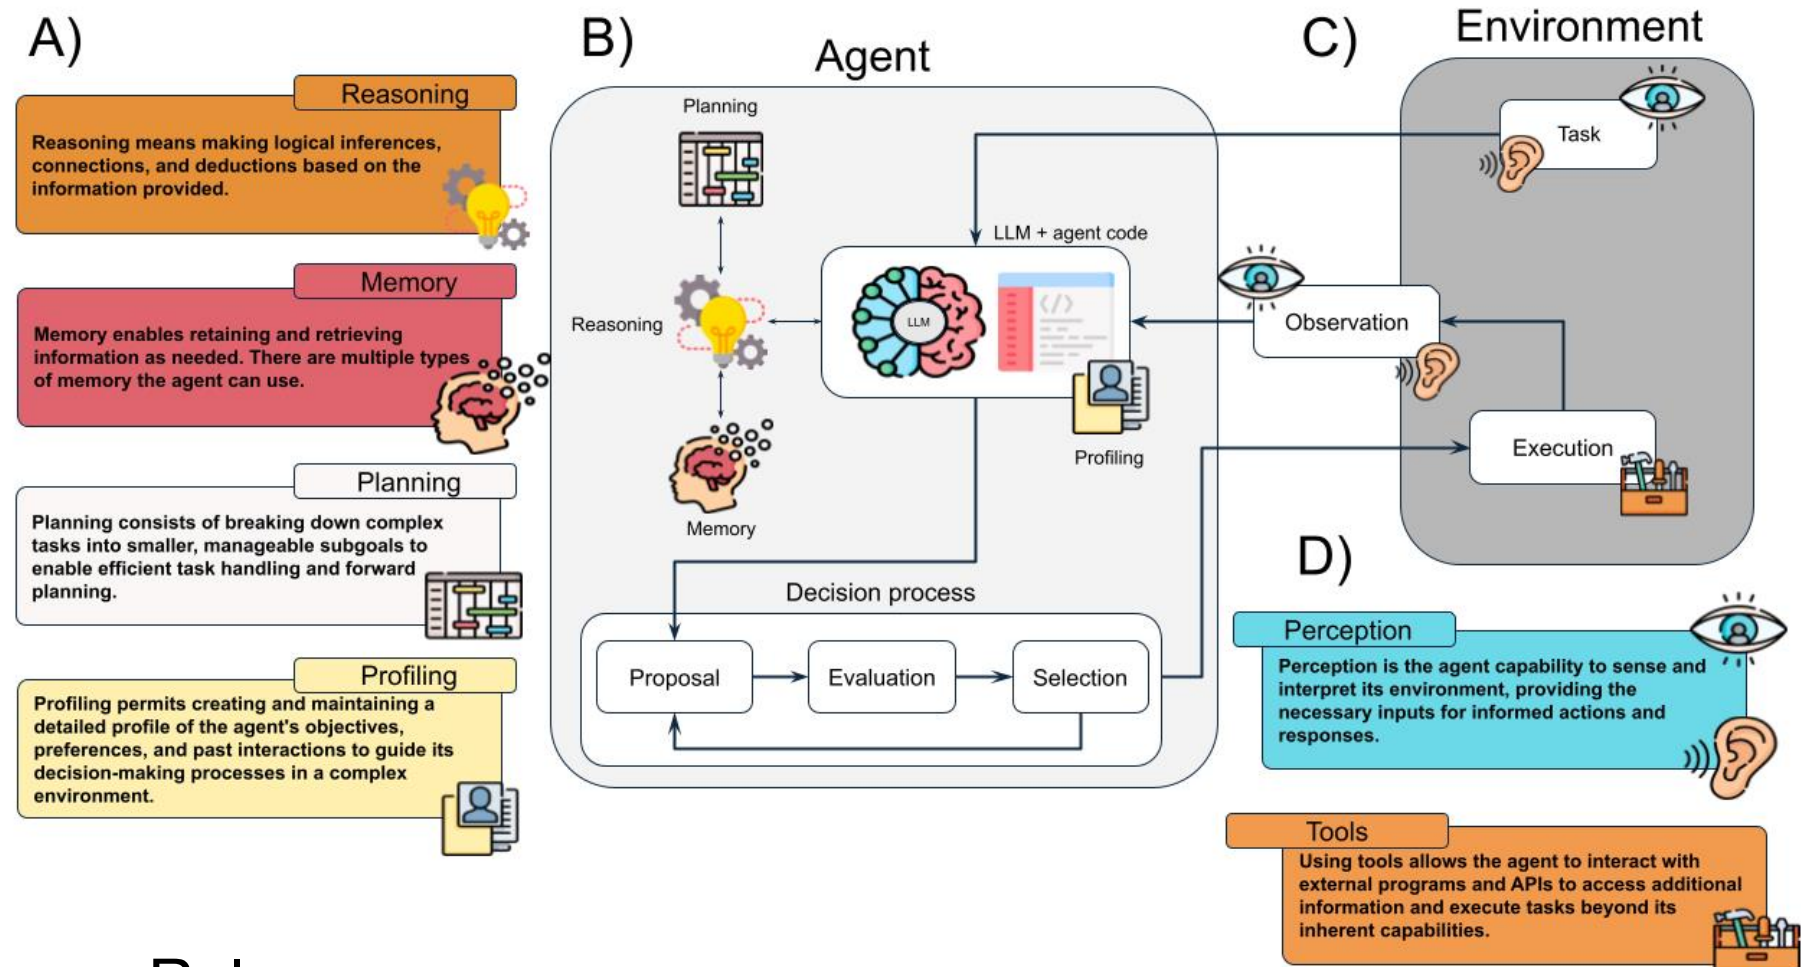 A)
Reasoning
Reasoning means making logical inferences,
connections, and deductions based on the
information provided.
Memory
Memory enables retaining and retrieving
information as needed. There are multiple types
of memory the agent can use.
Planning
Planning consists of breaking down complex
tasks into smaller, manageable subgoals to
enable efficient task handling and forward
planning.
Profiling
Profiling permits creating and maintaining a
detailed profile of the agent's objectives,
preferences, and past interactions to guide its
decision-making processes in a complex
environment.
B)
Agent
Planning
LLM + agent code
Reasoning
LLM
</>
Profiling
Memory
Decision process
Proposal
Evaluation
Selection
C)
Environment
Task
Observation
Execution
D)
Perception
Perception is the agent capability to sense and
interpret its environment, providing the
necessary inputs for informed actions and
responses.
Tools
Using tools allows the agent to interact with
external programs and APIs to access additional
information and execute tasks beyond its
inherent capabilities.